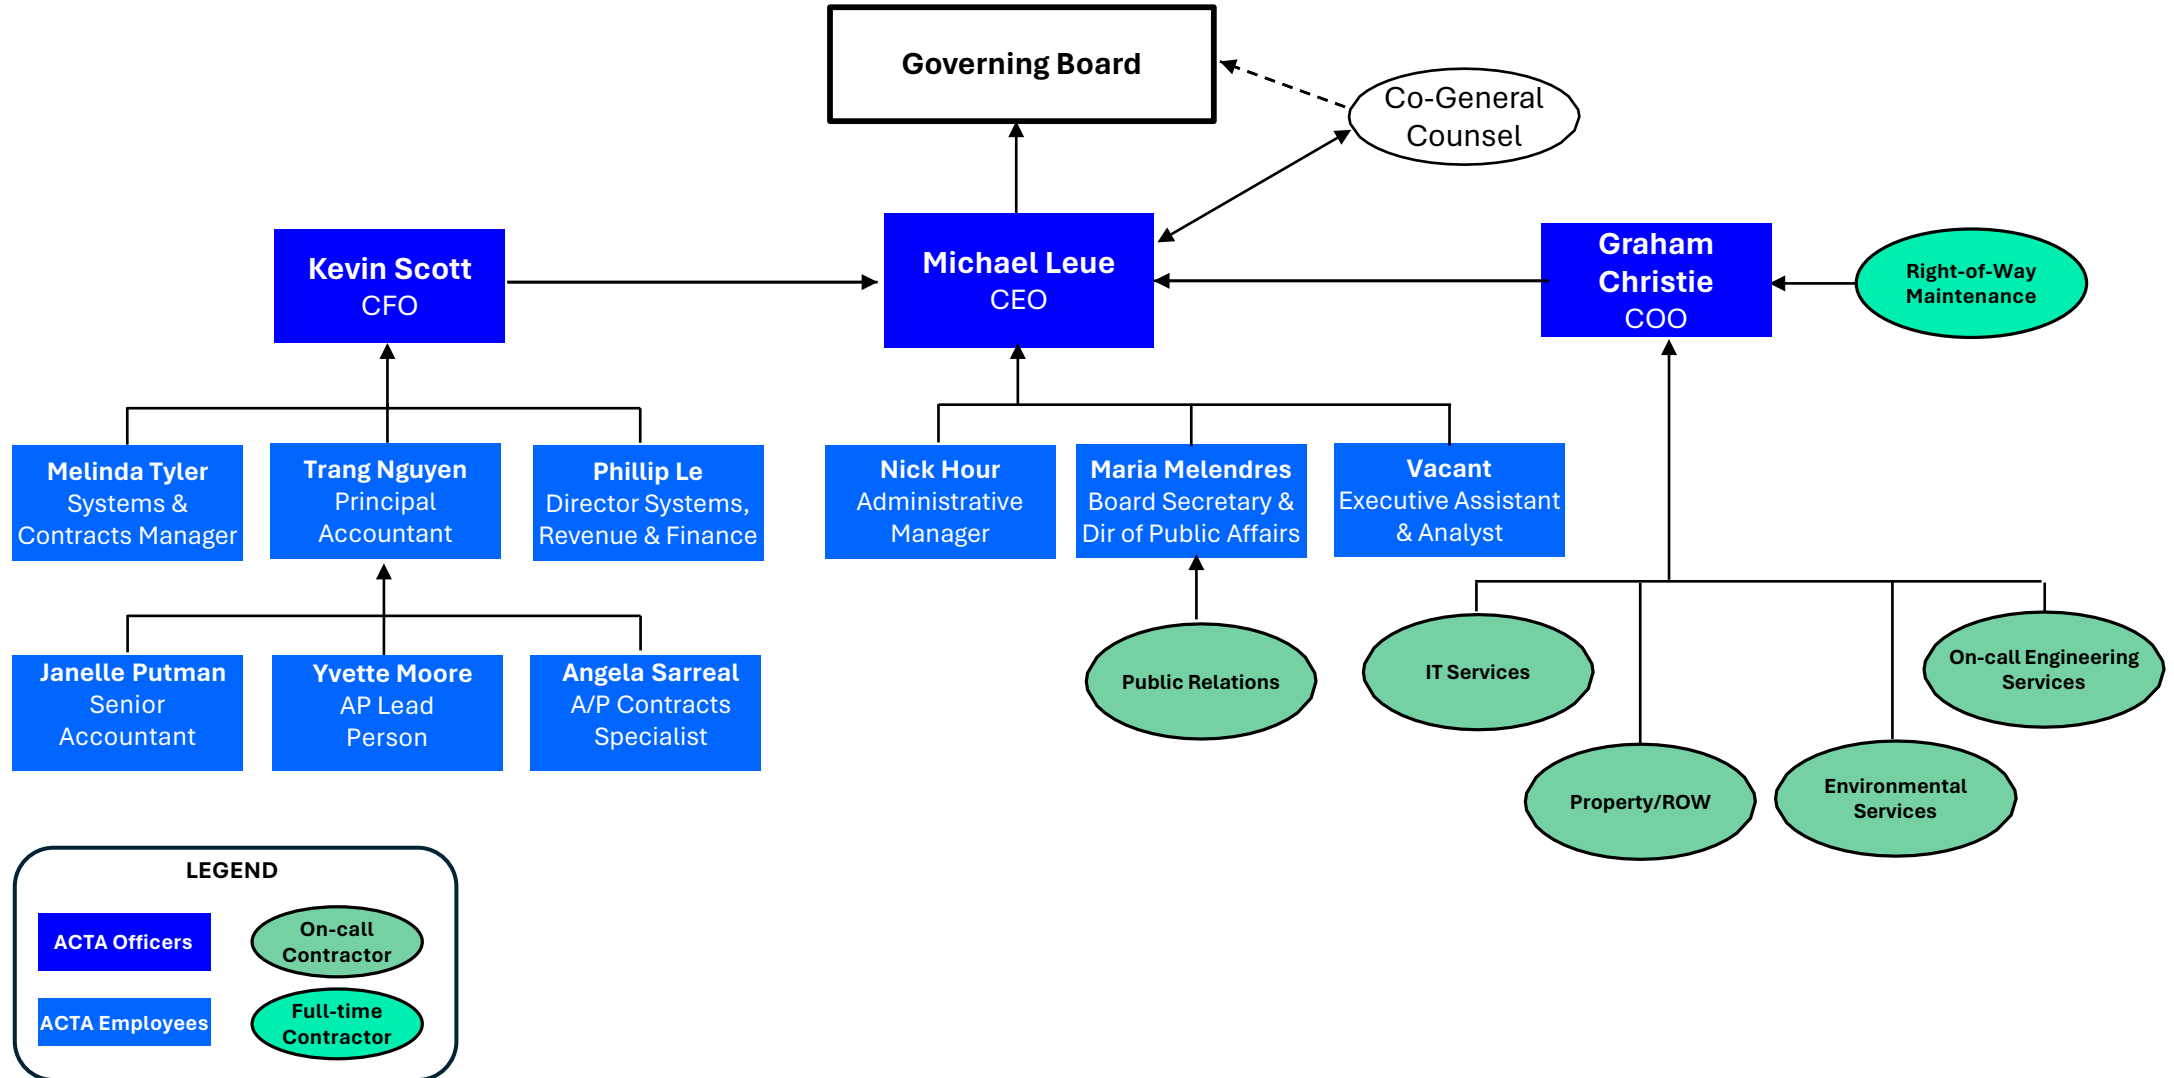 Governing Board
Co-General
Counsel
Kevin Scott
CFO
Michael Leue
CEO
Graham
Christie
COO
Right-of-Way
Maintenance
Melinda Tyler
Systems &
Contracts Manager
Trang Nguyen
Principal
Accountant
Phillip Le
Director Systems,
Revenue & Finance
Nick Hour
Administrative
Manager
Maria Melendres
Board Secretary &
Dir of Public Affairs
Vacant
Executive Assistant
& Analyst
Janelle Putman
Senior
Accountant
Yvette Moore
AP Lead
Person
Angela Sarreal
A/P Contracts
Specialist
Public Relations
IT Services
On-call Engineering
Services
Property/ROW
Environmental
Services
LEGEND
ACTA Officers
On-call
Contractor
ACTA Employees
Full-time
Contractor